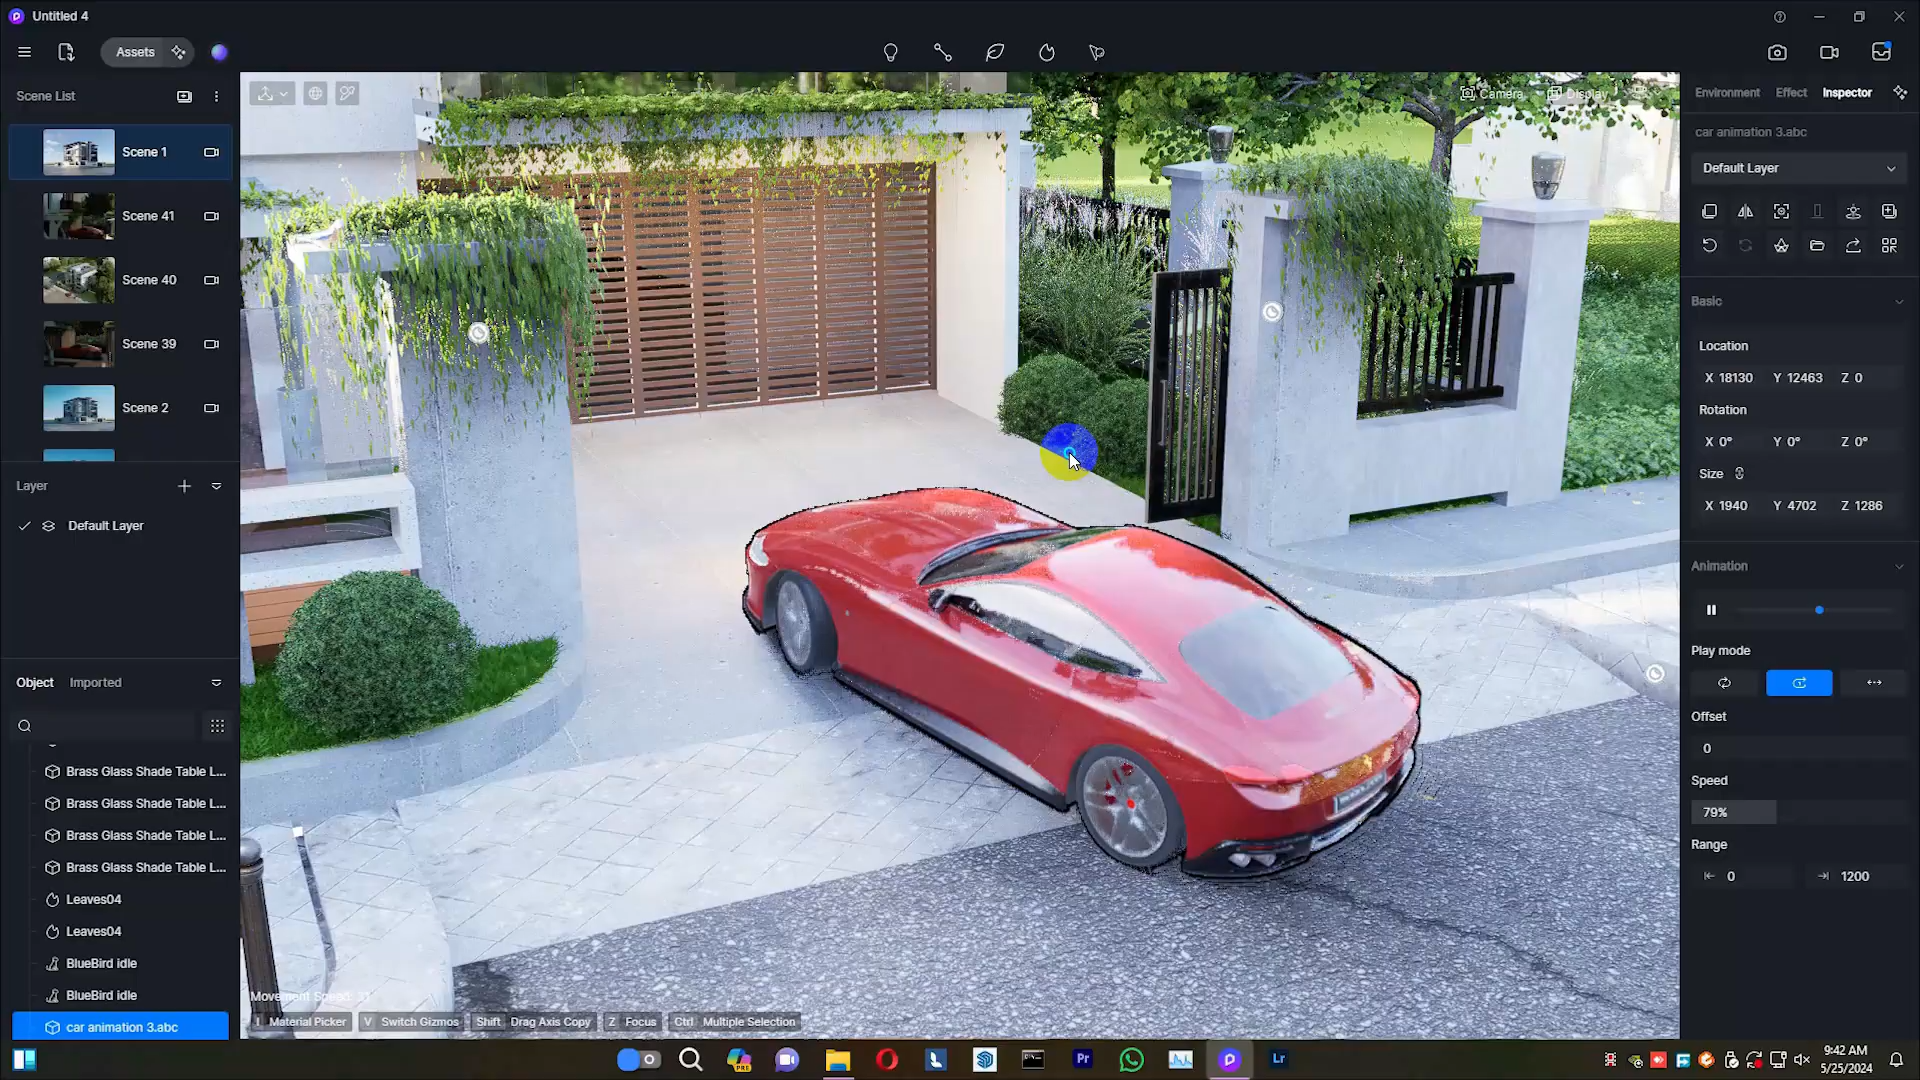 Untitled 4
Assets
Scene List
Scene 1
Scene 41
Scene 40
Scene 39
Scene 2
Layer
Default Layer
Object Imported
Brass Glass Shade Table L...
Brass Glass Shade Table L...
Brass Glass Shade Table L...
Brass Glass Shade Table L...
Leaves04
Leaves04
BlueBird idle
BlueBird idle
car animation 3.abc
Camera Display
Movement Speed:
I Material Picker V Switch Gizmos Shift Drag Axis Copy Z Focus Ctrl Multiple Selection
Environment Effect Inspector
car animation 3.abc
Default Layer
Basic
Location
X 18130 Y 12463 Z 0
Rotation
X 0° Y 0° Z 0°
Size
X 1940 Y 4702 Z 1286
Animation
Play mode
Offset
0
Speed
79%
Range
0 1200
PRE
Pr
Lr
9:42 AM
5/25/2024